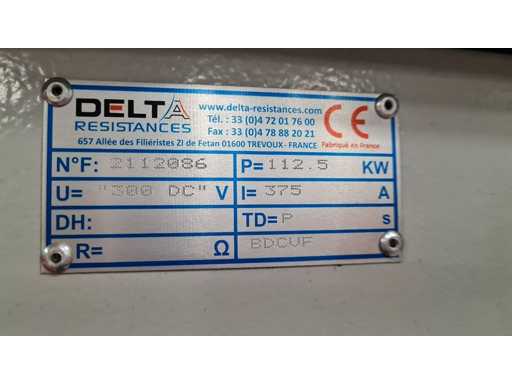 DELTA
RESISTANCES
www.delta-resistances.com
Tél. : 33 (0)4 72 01 76 00
Fax : 33 (0)4 78 88 20 21
CE
657 Allée des Filiéristes ZI de Fetan 01600 TREVOUX - FRANCE Fabriqué en France
N°F: 2112086 P= 112.5 KW
U= "300 DC" V I= 375 A
DH: TD= P s
R= Ω BDCVF